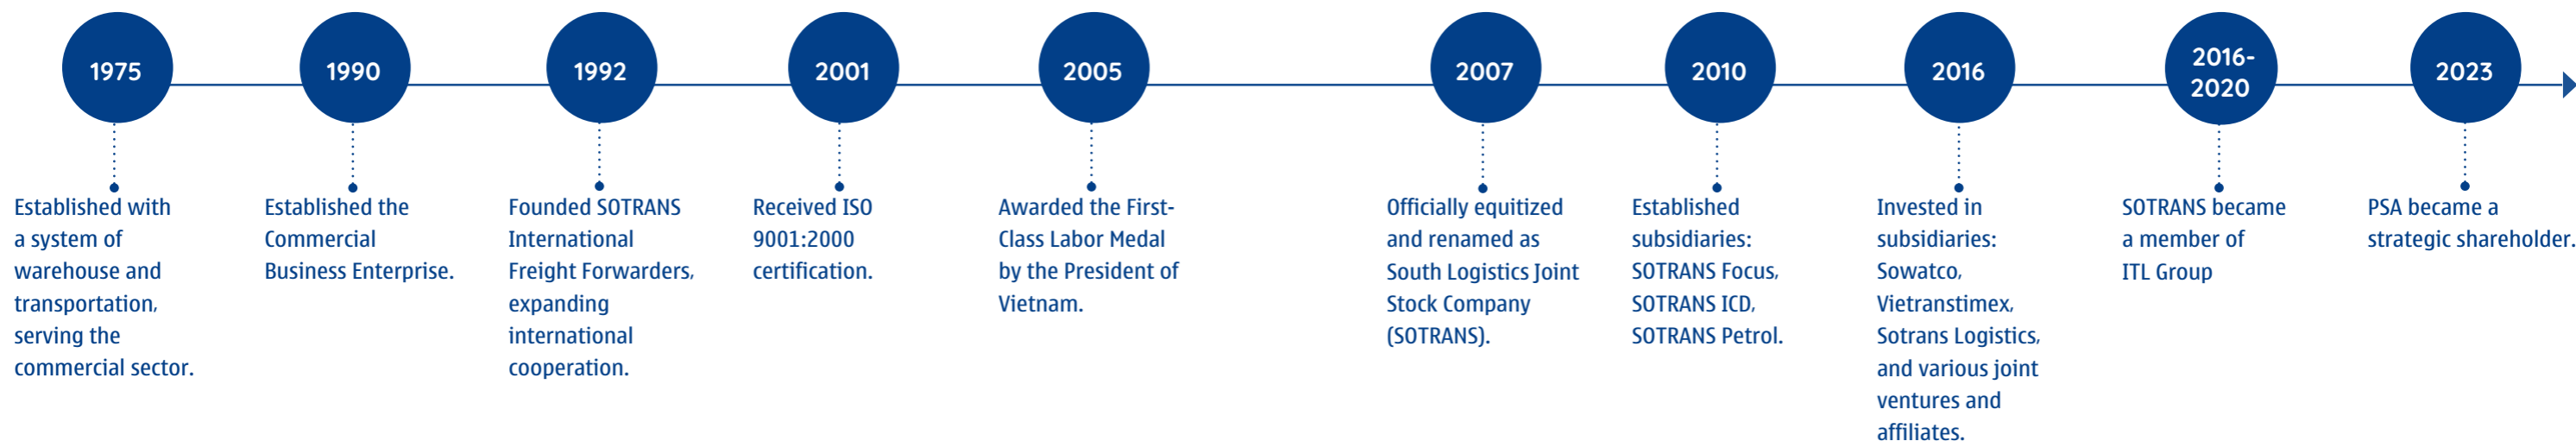 1975
Established with
a system of
warehouse and
transportation,
serving the
commercial sector.
1990
Established the
Commercial
Business Enterprise.
1992
Founded SOTRANS
International
Freight Forwarders,
expanding
international
cooperation.
2001
Received ISO
9001:2000
certification.
2005
Awarded the First-
Class Labor Medal
by the President of
Vietnam.
2007
Officially equitized
and renamed as
South Logistics Joint
Stock Company
(SOTRANS).
2010
Established
subsidiaries:
SOTRANS Focus,
SOTRANS ICD,
SOTRANS Petrol.
2016
Invested in
subsidiaries:
Sowatco,
Vietranstimex,
Sotrans Logistics,
and various joint
ventures and
affiliates.
2016-
2020
SOTRANS became
a member of
ITL Group
2023
PSA became a
strategic shareholder.